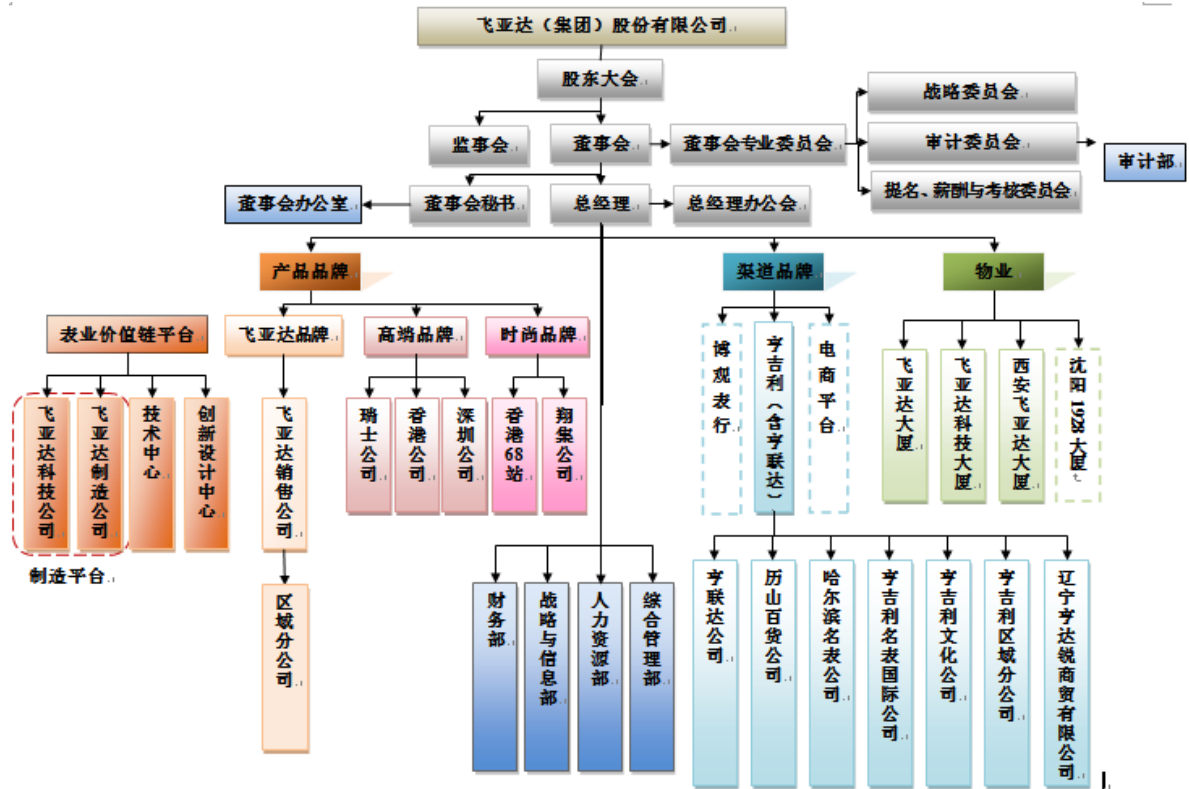 飞亚达（集团）股份有限公司
股东大会
监事会
董事会
董事会专业委员会
战略委员会
审计委员会
提名、薪酬与考核委员会
审计部
董事会办公室
董事会秘书
总经理
总经理办公会
产品品牌
渠道品牌
物业
表业价值链平台
飞亚达品牌
高端品牌
时尚品牌
飞亚达科技公司
飞亚达制造公司
技术中心
创新设计中心
制造平台
飞亚达销售公司
区域分公司
瑞士公司
香港公司
深圳公司
香港68站
翔集公司
博观表行
亨吉利（含亨联达）
电商平台
飞亚达大厦
飞亚达科技大厦
西安飞亚达大厦
沈阳 1928 大厦
财务部
战略与信息部
人力资源部
综合管理部
亨联达公司
历山百货公司
哈尔滨名表公司
亨吉利名表国际公司
亨吉利文化公司
亨吉利区域分公司
辽宁亨达锐商贸有限公司